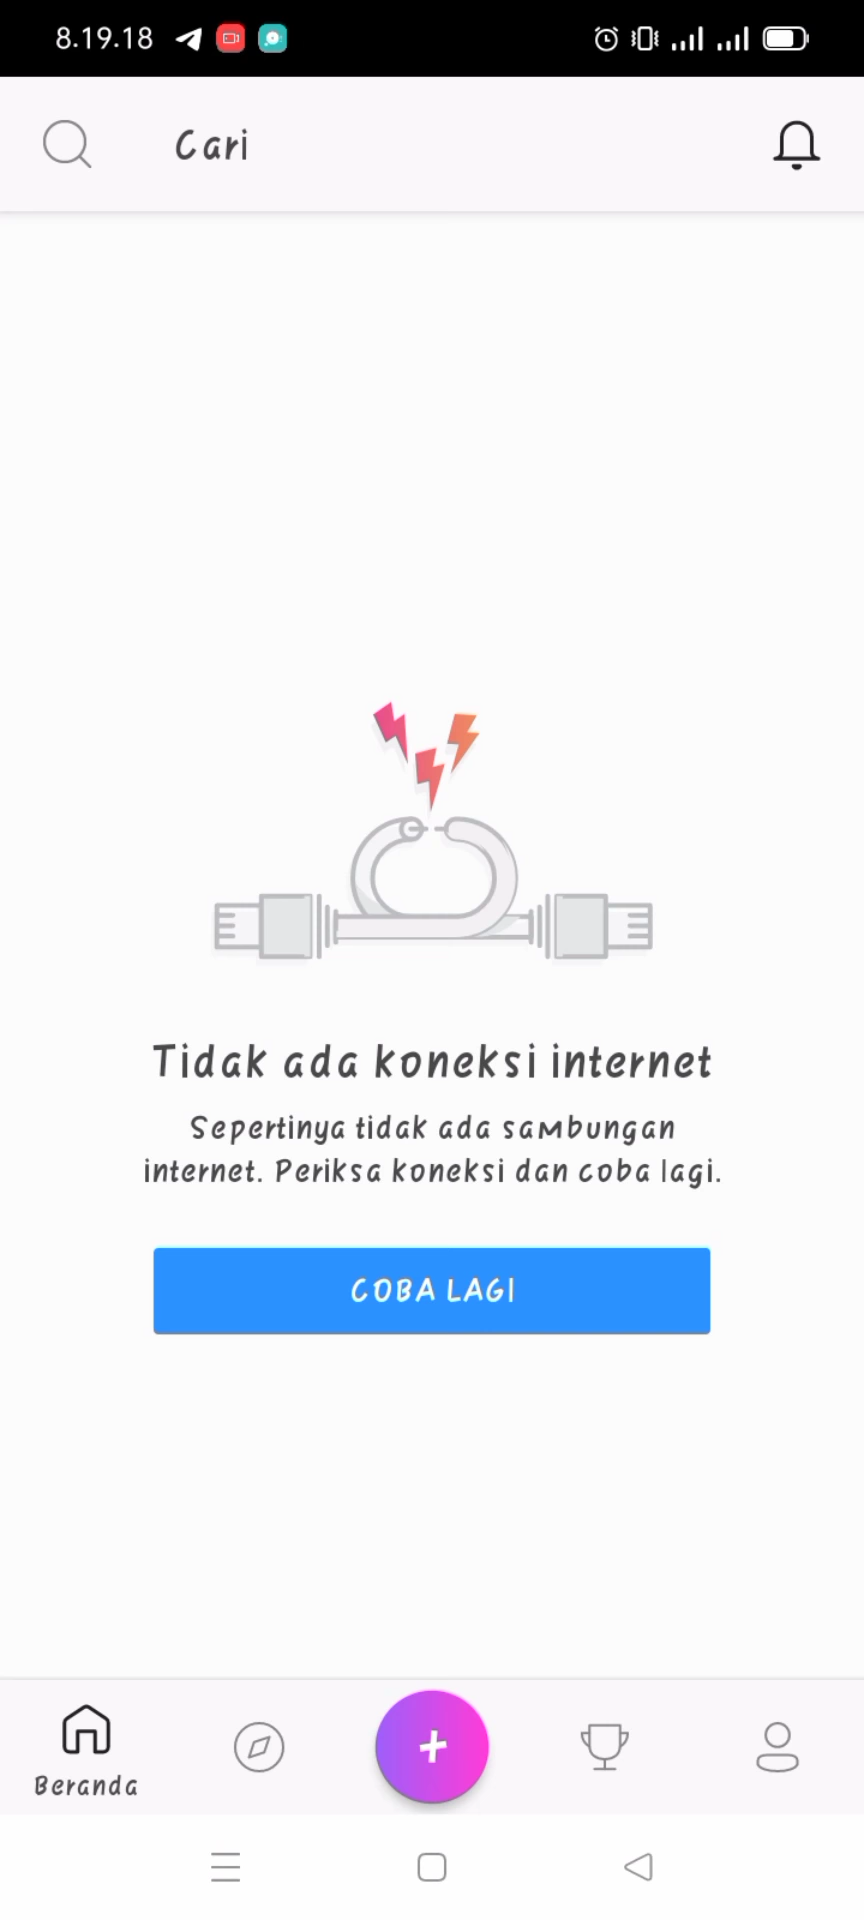 8.19.18
Cari
Tidak ada koneksi internet
Sepertinya tidak ada sambungan
internet. Periksa koneksi dan coba lagi.
COBA LAGI
Beranda